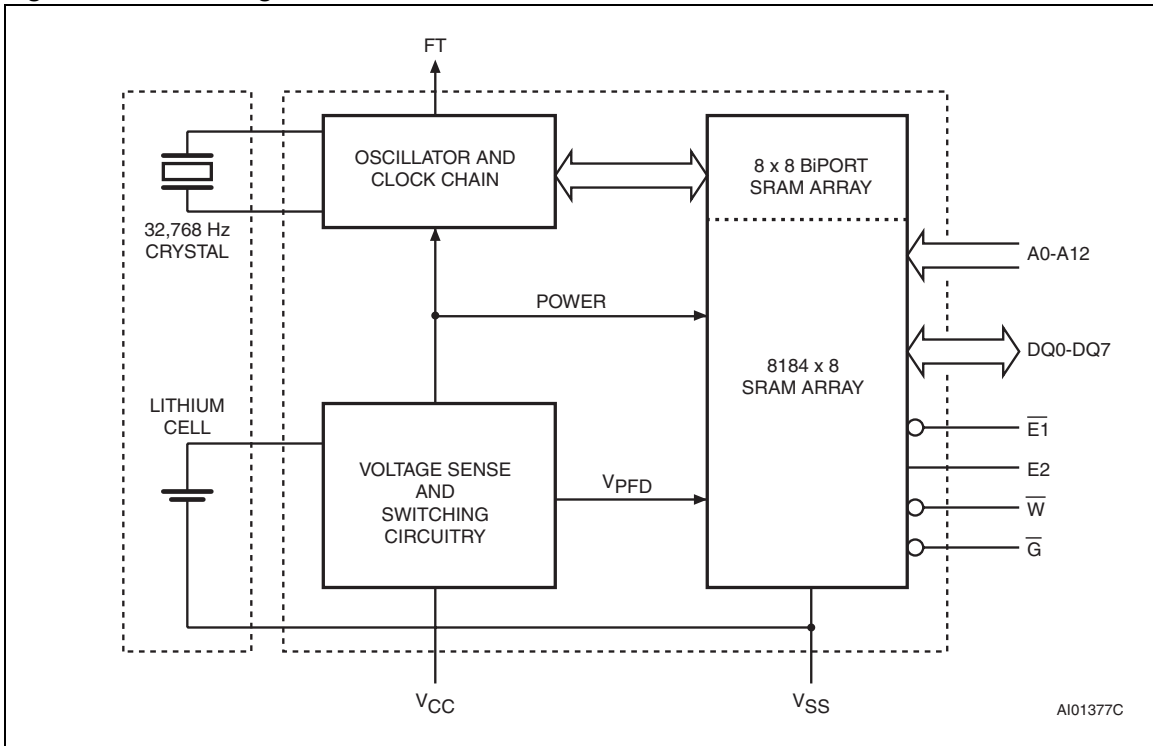 FT
OSCILLATOR AND
CLOCK CHAIN
8 x 8 BiPORT
SRAM ARRAY
32,768 Hz
CRYSTAL
A0-A12
POWER
8184 x 8
SRAM ARRAY
DQ0-DQ7
LITHIUM
CELL
VOLTAGE SENSE
AND
SWITCHING
CIRCUITRY
VPFD
E1
E2
W
G
VCC
VSS
AI01377C